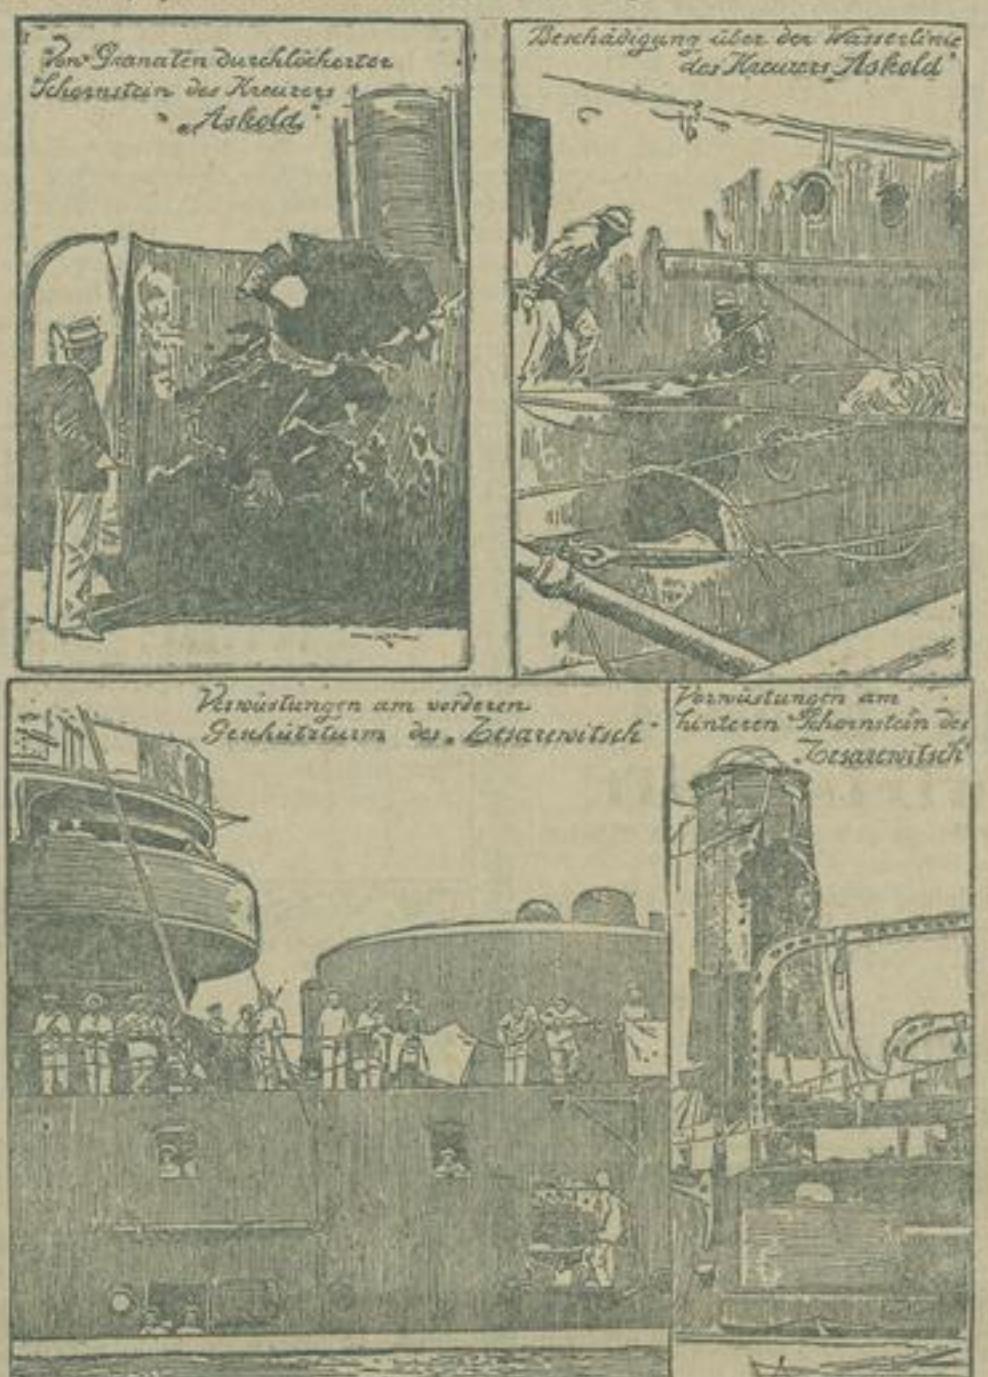 Von Granaten durchlöcherter
Schornstein des Kreuzers
„Askold“
Beschädigung über der Wasserlinie
des Kreuzers „Askold“
Verwüstungen am vorderen
Geschützturm des „Zesarewitsch“
Verwüstungen am
hinteren Schornstein des
„Zesarewitsch“